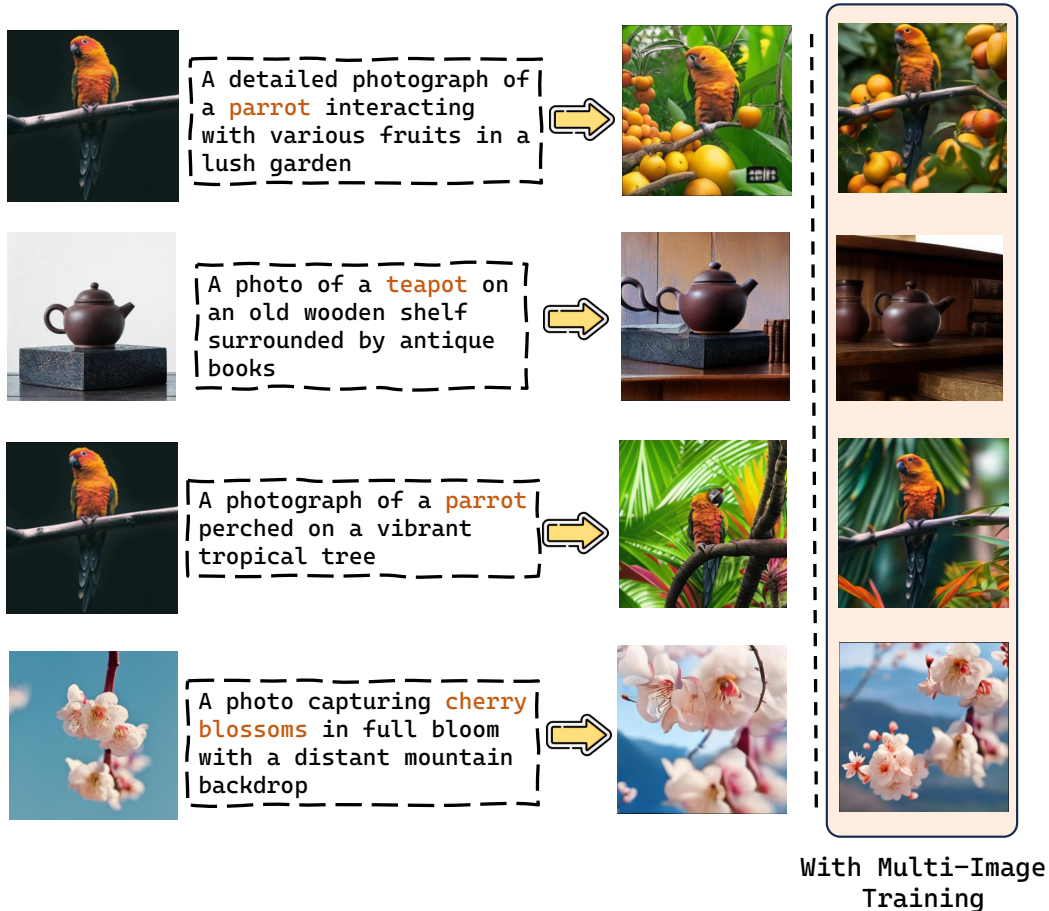 A detailed photograph of
a parrot interacting
with various fruits in a
lush garden
A photo of a teapot on
an old wooden shelf
surrounded by antique
books
A photograph of a parrot
perched on a vibrant
tropical tree
A photo capturing cherry
blossoms in full bloom
with a distant mountain
backdrop
With Multi-Image
Training